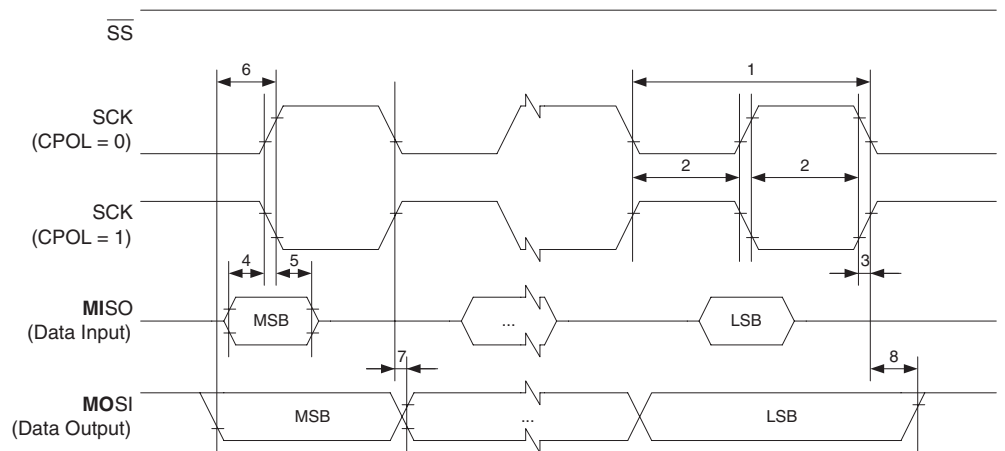 SS
6
1
SCK
(CPOL = 0)
2
2
SCK
(CPOL = 1)
4
5
3
MISO
(Data Input)
MSB
...
LSB
7
8
MOSI
(Data Output)
MSB
...
LSB